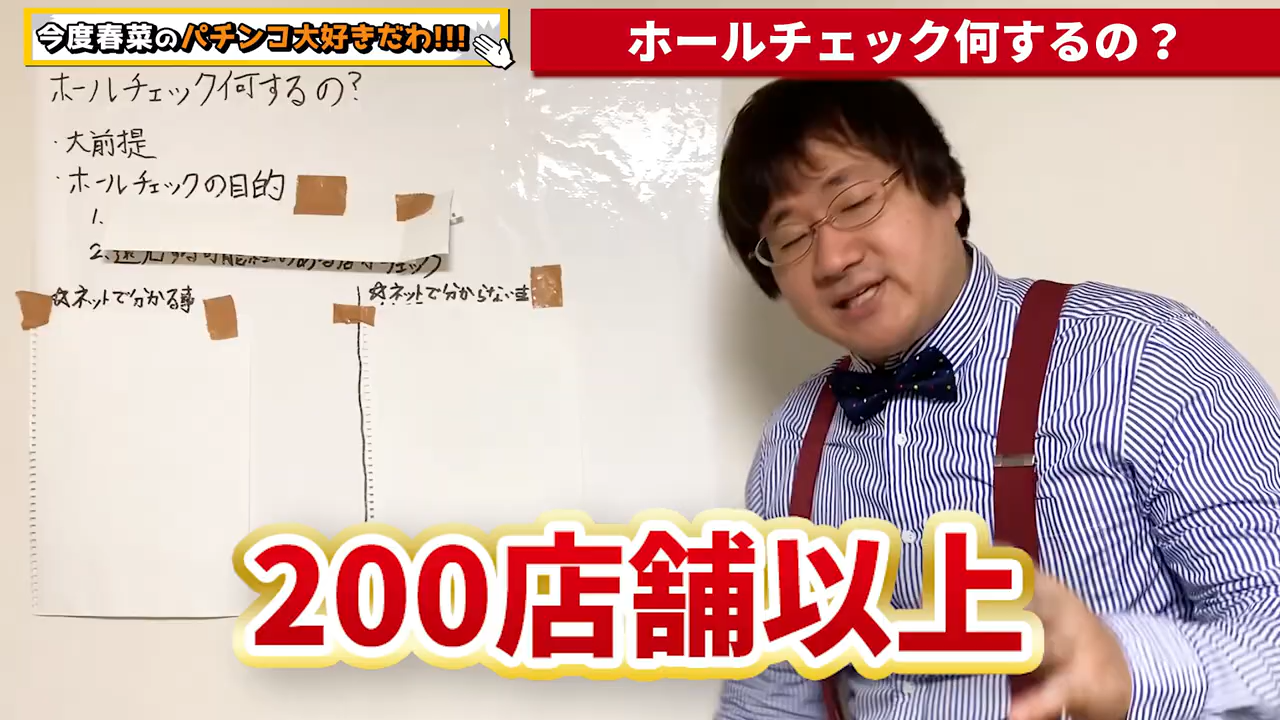 今度春菜のパチンコ大好きだわ!!!
ホールチェック何するの？
ホールチェック何するの?
・大前提
・ホールチェックの目的
1.
2.
☆ネットで分かる事
☆ネットで分からない事
200店舗以上